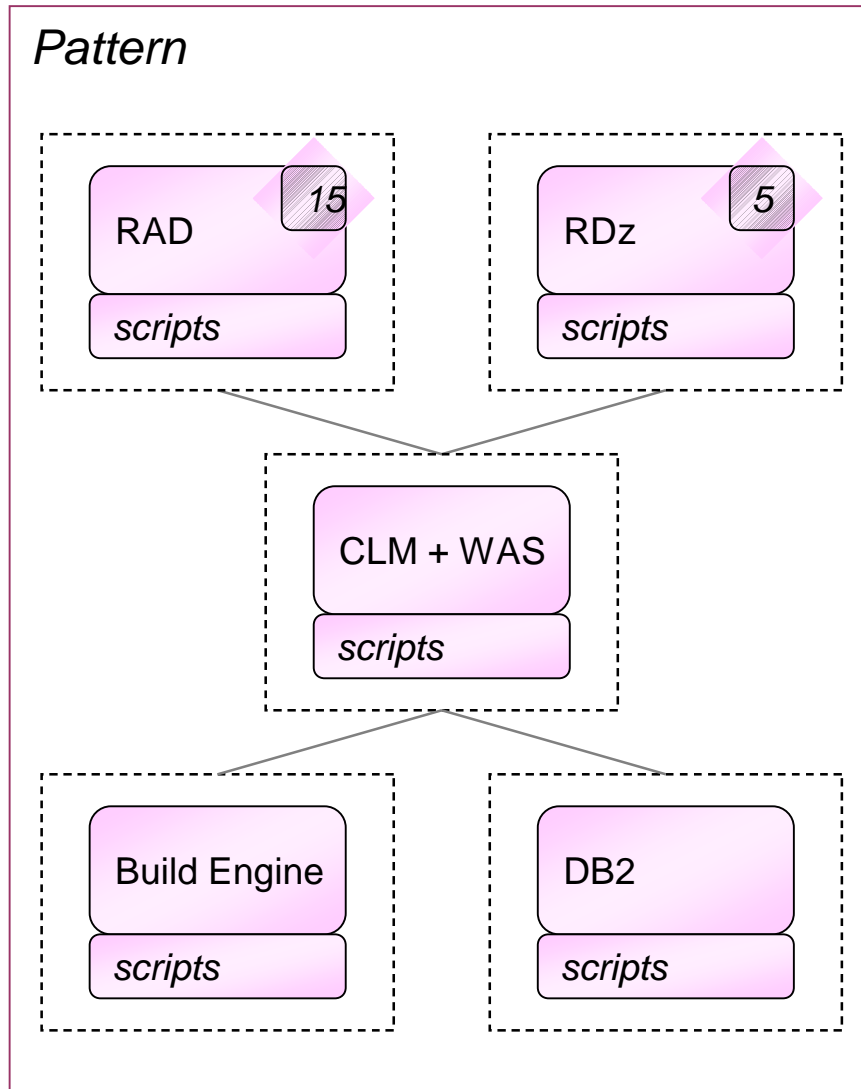 Pattern
15
RAD
scripts
5
RDz
scripts
CLM + WAS
scripts
Build Engine
scripts
DB2
scripts